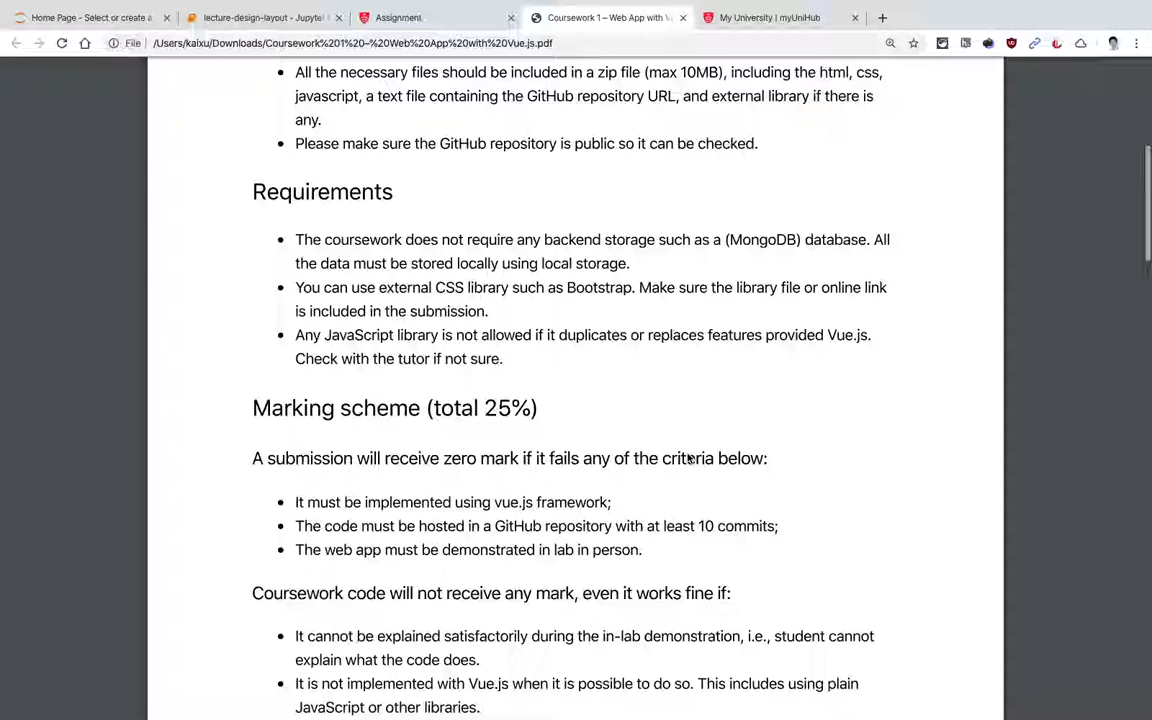 Home Page - Select or create a
lecture-design-layout - Jupyter
Assignment
Coursework 1 – Web App with V
My University | myUniHub
File
/Users/kaixu/Downloads/Coursework%201%20–%20Web%20App%20with%20Vue.js.pdf
• All the necessary files should be included in a zip file (max 10MB), including the html, css,
javascript, a text file containing the GitHub repository URL, and external library if there is
any.
• Please make sure the GitHub repository is public so it can be checked.
Requirements
• The coursework does not require any backend storage such as a (MongoDB) database. All
the data must be stored locally using local storage.
• You can use external CSS library such as Bootstrap. Make sure the library file or online link
is included in the submission.
• Any JavaScript library is not allowed if it duplicates or replaces features provided Vue.js.
Check with the tutor if not sure.
Marking scheme (total 25%)
A submission will receive zero mark if it fails any of the criteria below:
• It must be implemented using vue.js framework;
• The code must be hosted in a GitHub repository with at least 10 commits;
• The web app must be demonstrated in lab in person.
Coursework code will not receive any mark, even it works fine if:
• It cannot be explained satisfactorily during the in-lab demonstration, i.e., student cannot
explain what the code does.
• It is not implemented with Vue.js when it is possible to do so. This includes using plain
JavaScript or other libraries.